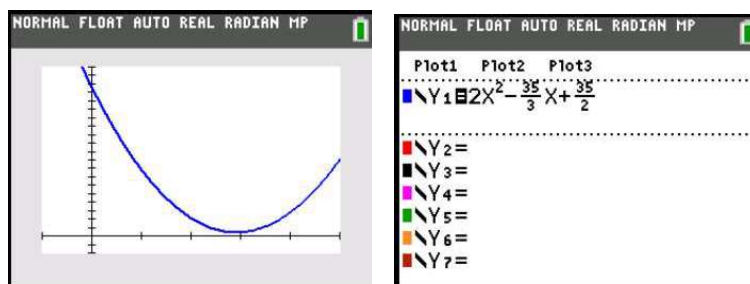 NORMAL FLOAT AUTO REAL RADIAN MP
NORMAL FLOAT AUTO REAL RADIAN MP
Plot1 Plot2 Plot3
\Y₁=2X²-35/3X+35/2
\Y₂=
\Y₃=
\Y₄=
\Y₅=
\Y₆=
\Y₇=